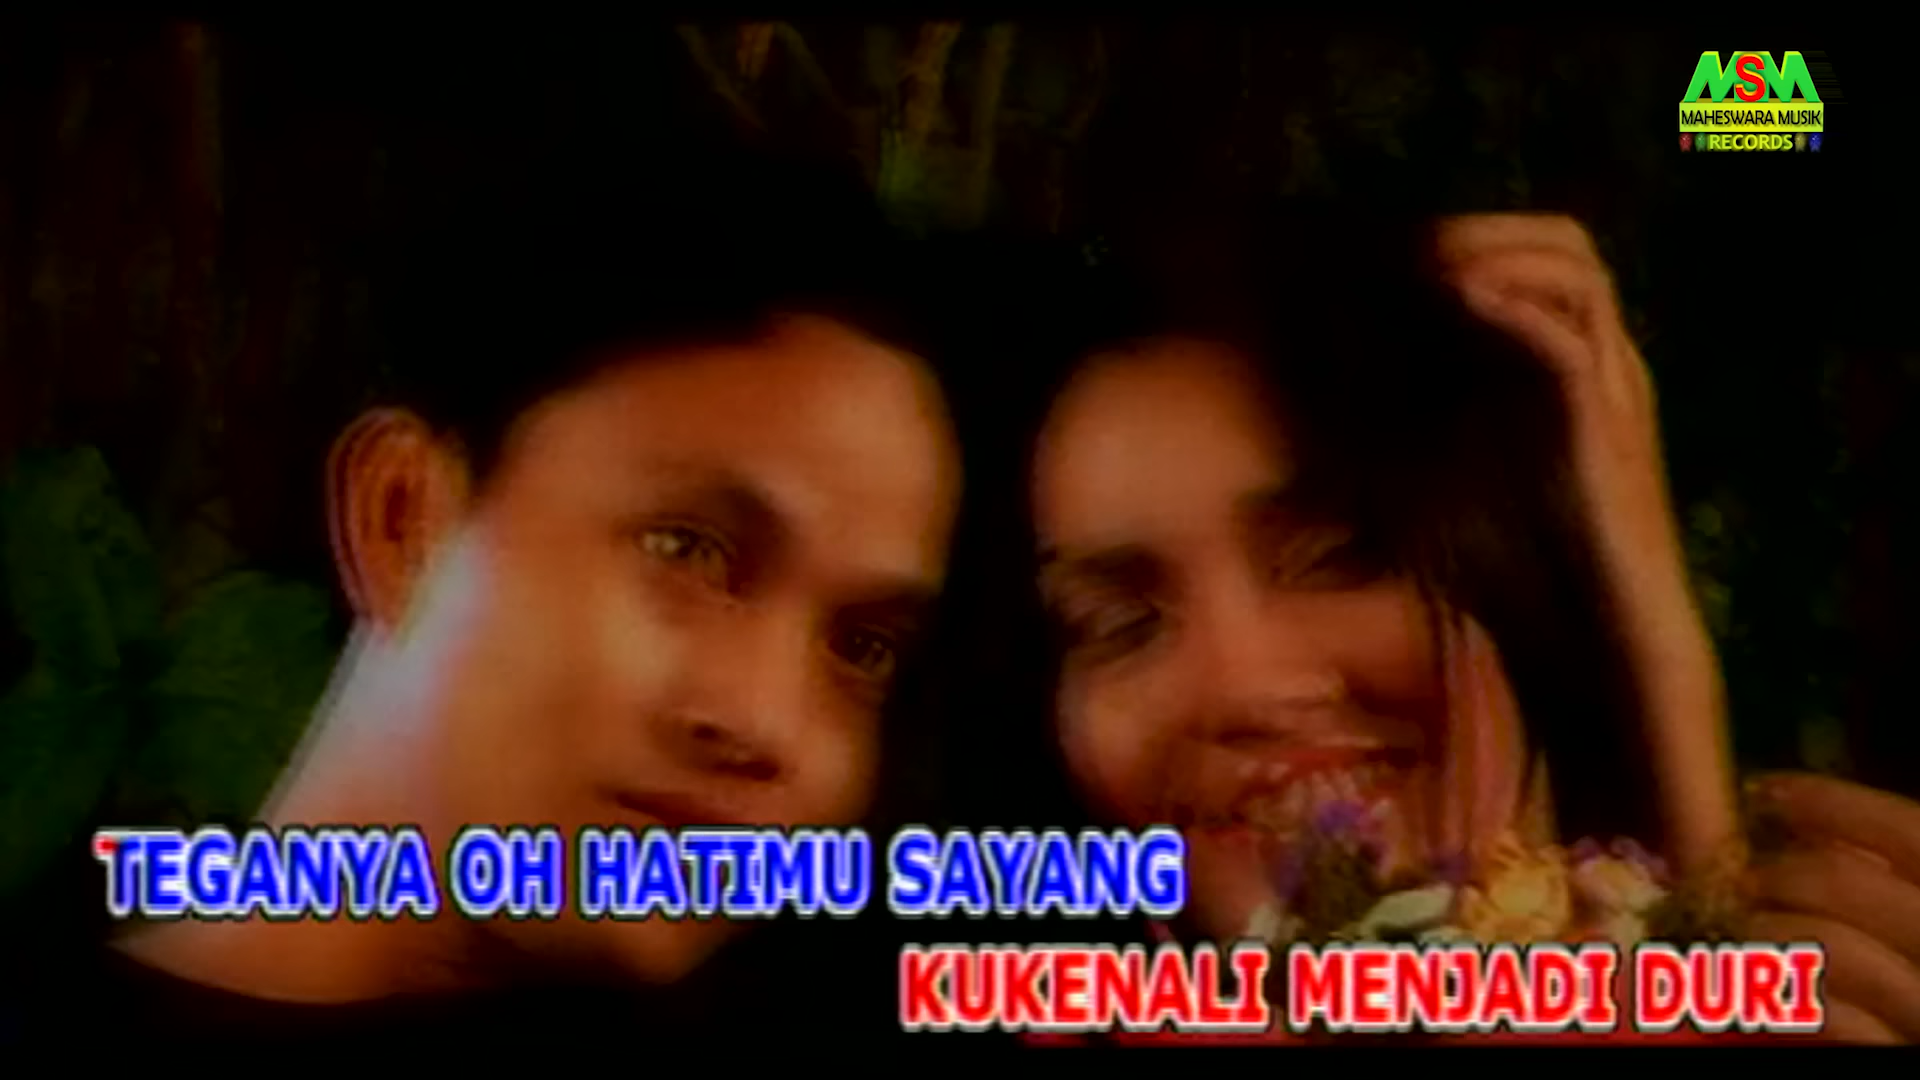 MSM
MAHESWARA MUSIK
RECORDS
TEGANYA OH HATIMU SAYANG
KUKENALI MENJADI DURI